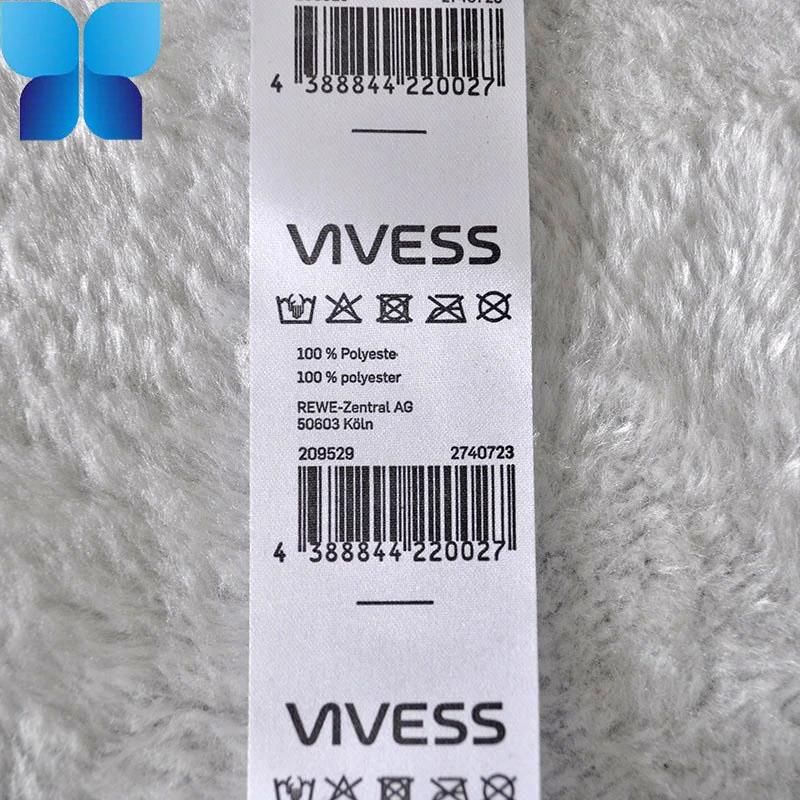 4 388844 220027
VIVESS
100 % Polyeste
100 % polyester
REWE-Zentral AG
50603 Köln
209529 2740723
4 388844 220027
VIVESS